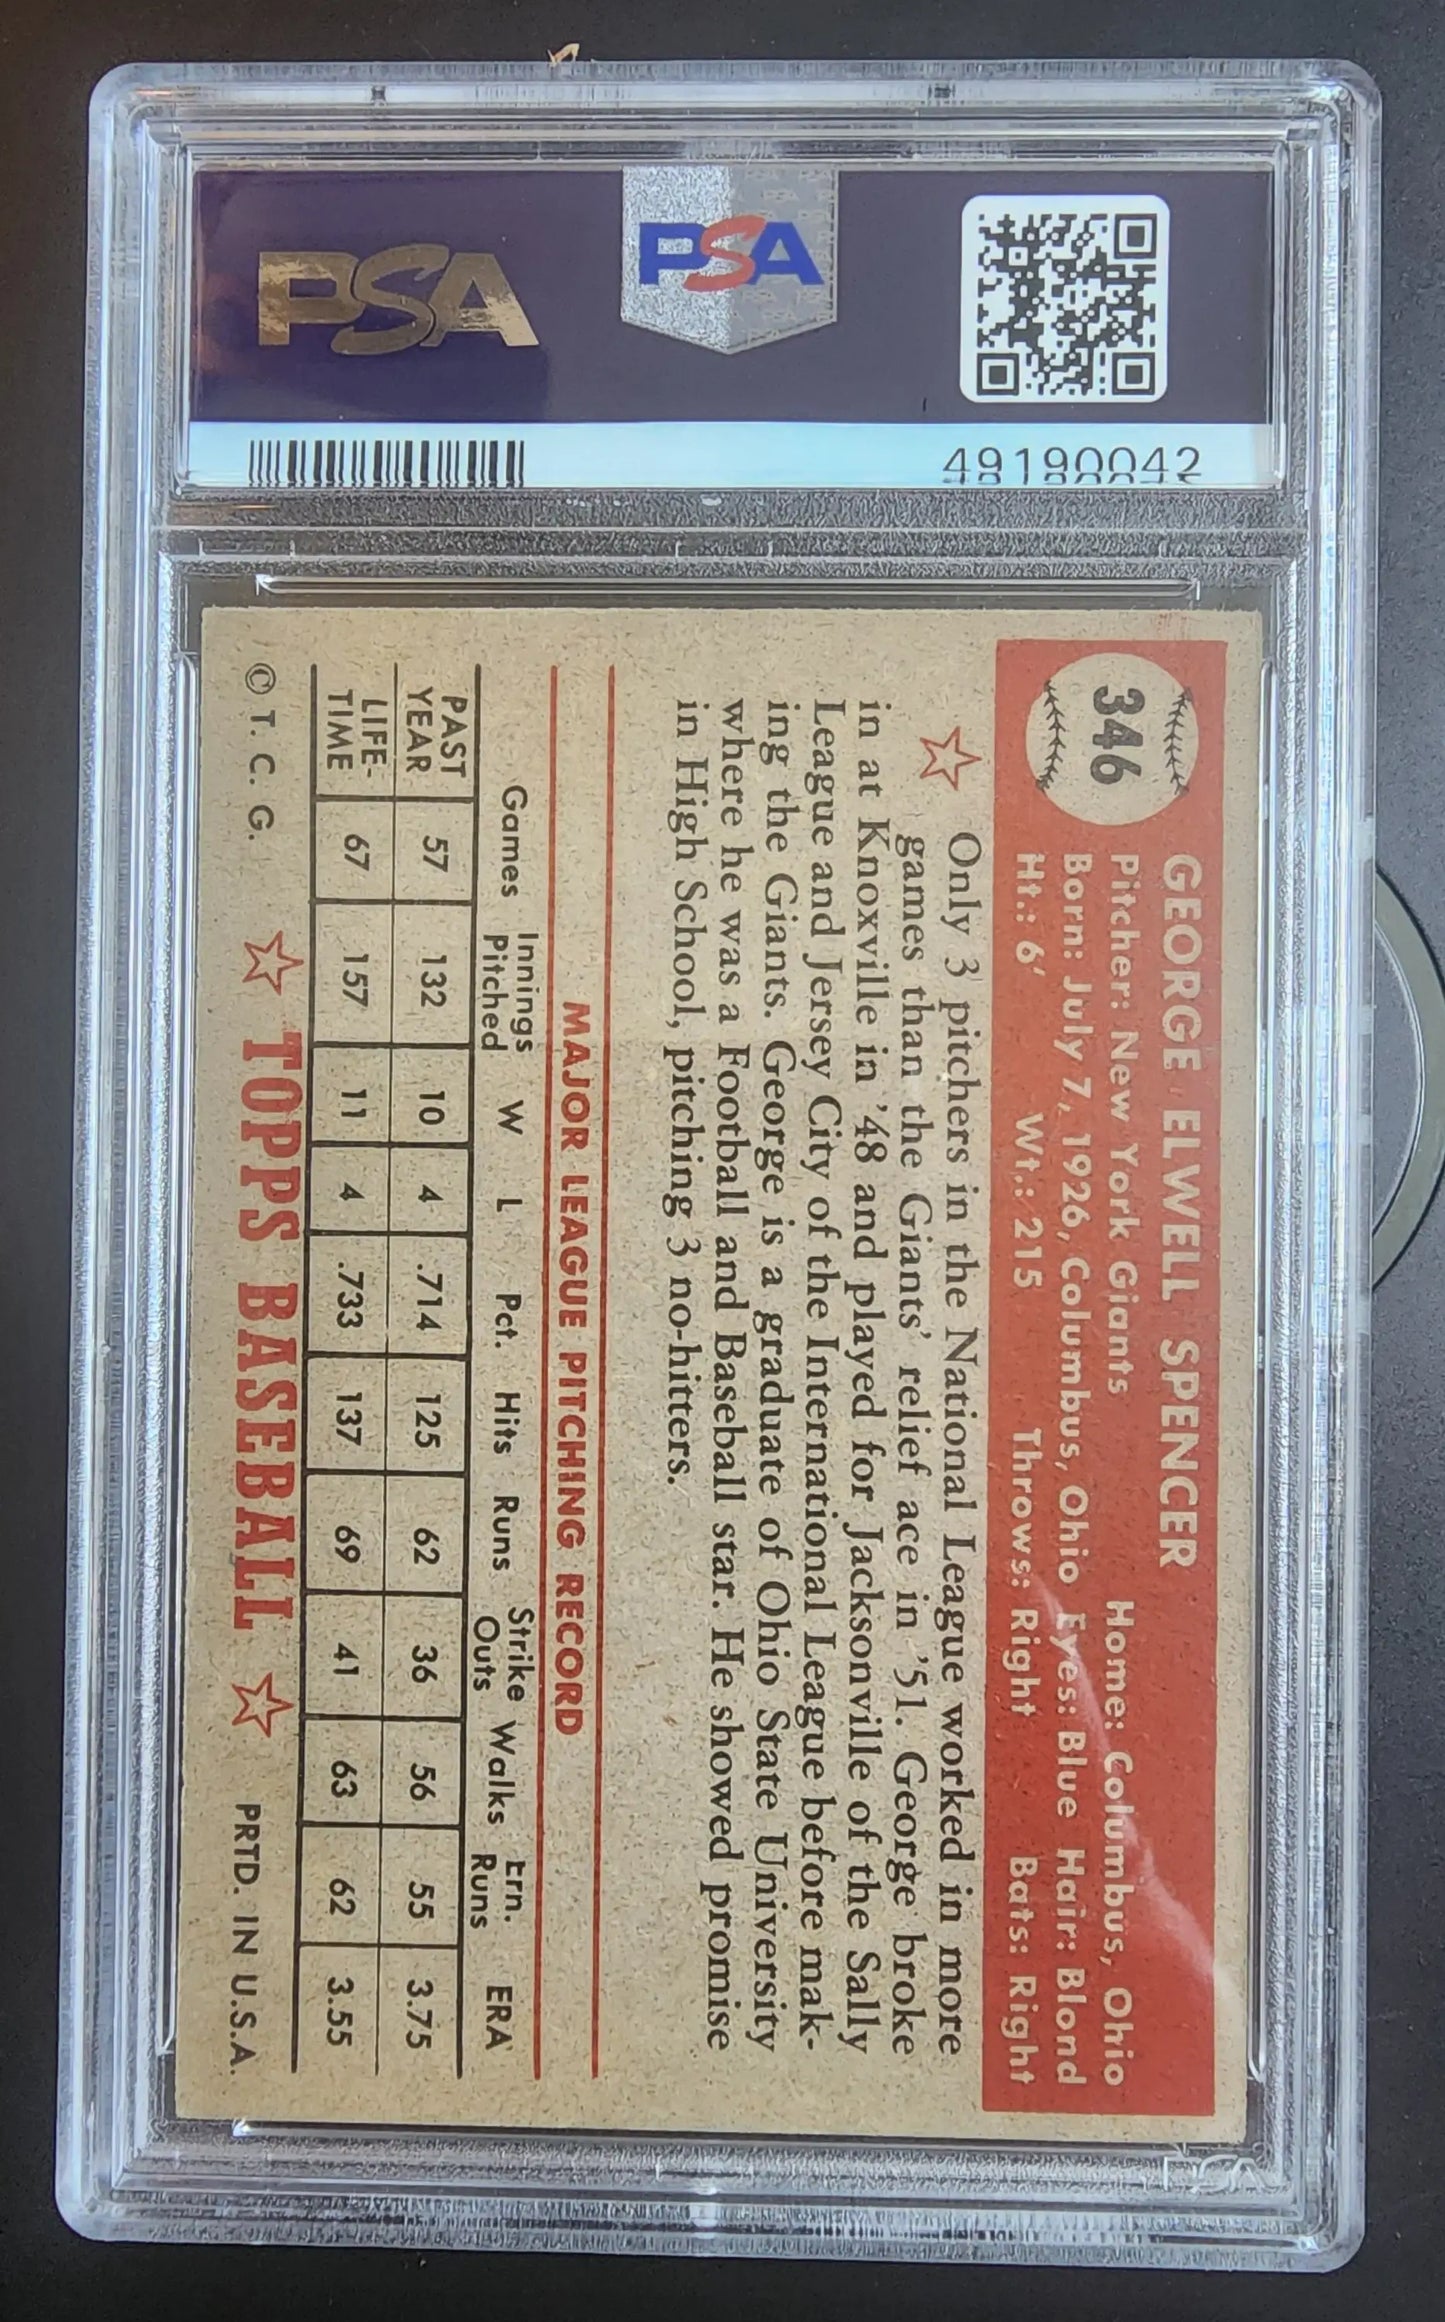 PSA
PSA
49190042
346
GEORGE ELWELL SPENCER
Pitcher: New York Giants Home: Columbus, Ohio
Born: July 7, 1926, Columbus, Ohio Eyes: Blue Hair: Blond
Ht.: 6' Wt.: 215 Throws: Right Bats: Right
Only 3 pitchers in the National League worked in more
games than the Giants' relief ace in '51. George broke
in at Knoxville in '48 and played for Jacksonville of the Sally
League and Jersey City of the International League before mak-
ing the Giants. George is a graduate of Ohio State University
where he was a Football and Baseball star. He showed promise
in High School, pitching 3 no-hitters.
MAJOR LEAGUE PITCHING RECORD
Games Innings Pitched W L Pct. Hits Runs Strike Outs Walks Ern. Runs ERA
PAST YEAR 57 132 10 4 .714 125 62 36 56 55 3.75
LIFE-TIME 67 157 11 4 .733 137 69 41 63 62 3.55
© T. C. G. TOPPS BASEBALL PRTD. IN U.S.A.
PSA